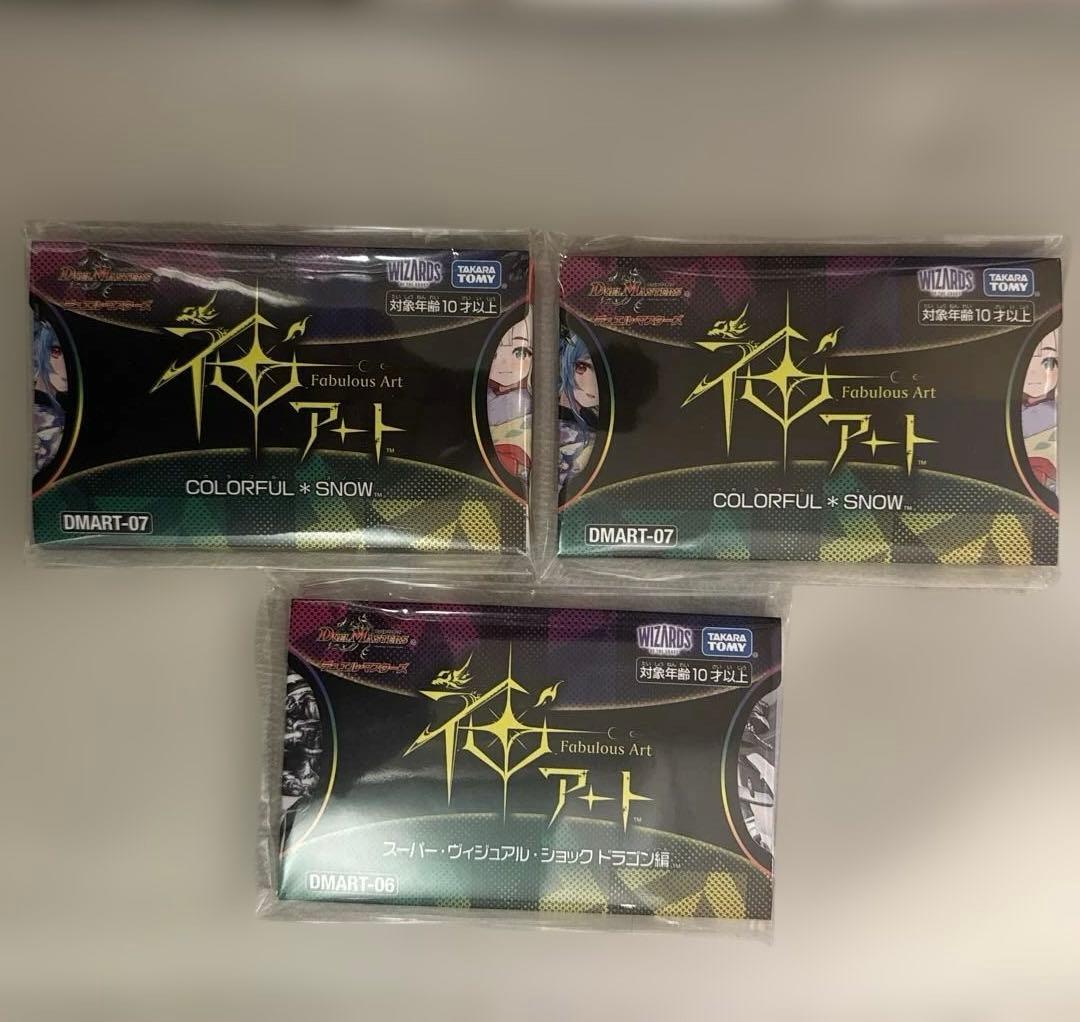 DUEL MASTERS
デュエル・マスターズ
WIZARDS
TAKARA TOMY
対象年齢10才以上
神アート
Fabulous Art
COLORFUL＊SNOW™
DMART-07
DUEL MASTERS
デュエル・マスターズ
WIZARDS
TAKARA TOMY
対象年齢10才以上
神アート
Fabulous Art
COLORFUL＊SNOW™
DMART-07
DUEL MASTERS
デュエル・マスターズ
WIZARDS
TAKARA TOMY
対象年齢10才以上
神アート
Fabulous Art
スーパー・ヴィジュアル・ショック ドラゴン編
DMART-06